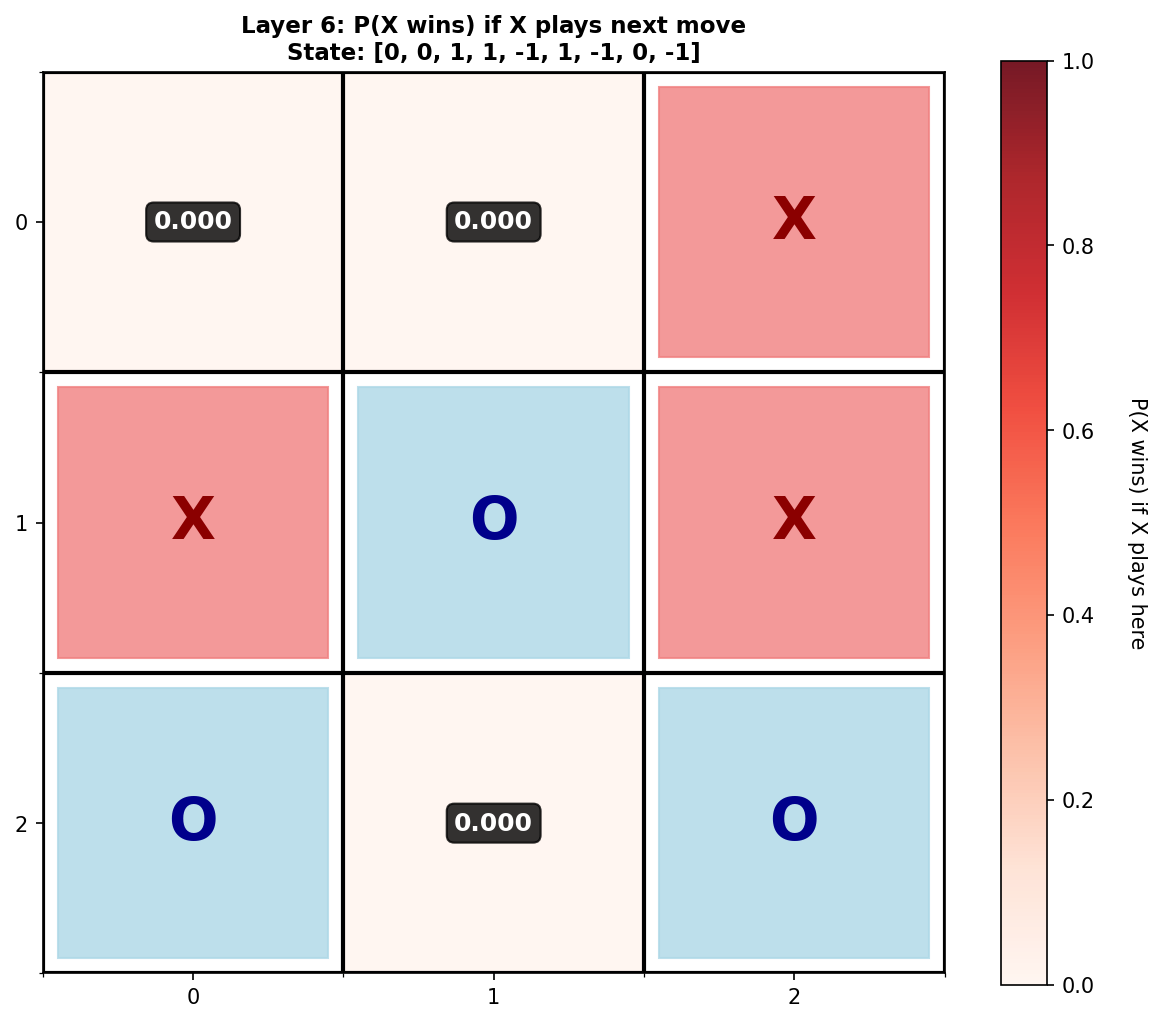 Layer 6: P(X wins) if X plays next move
State: [0, 0, 1, 1, -1, 1, -1, 0, -1]
0
0.000
0.000
X
1
X
O
X
2
O
0.000
O
0
1
2
1.0
0.8
0.6
0.4
0.2
0.0
P(X wins) if X plays here